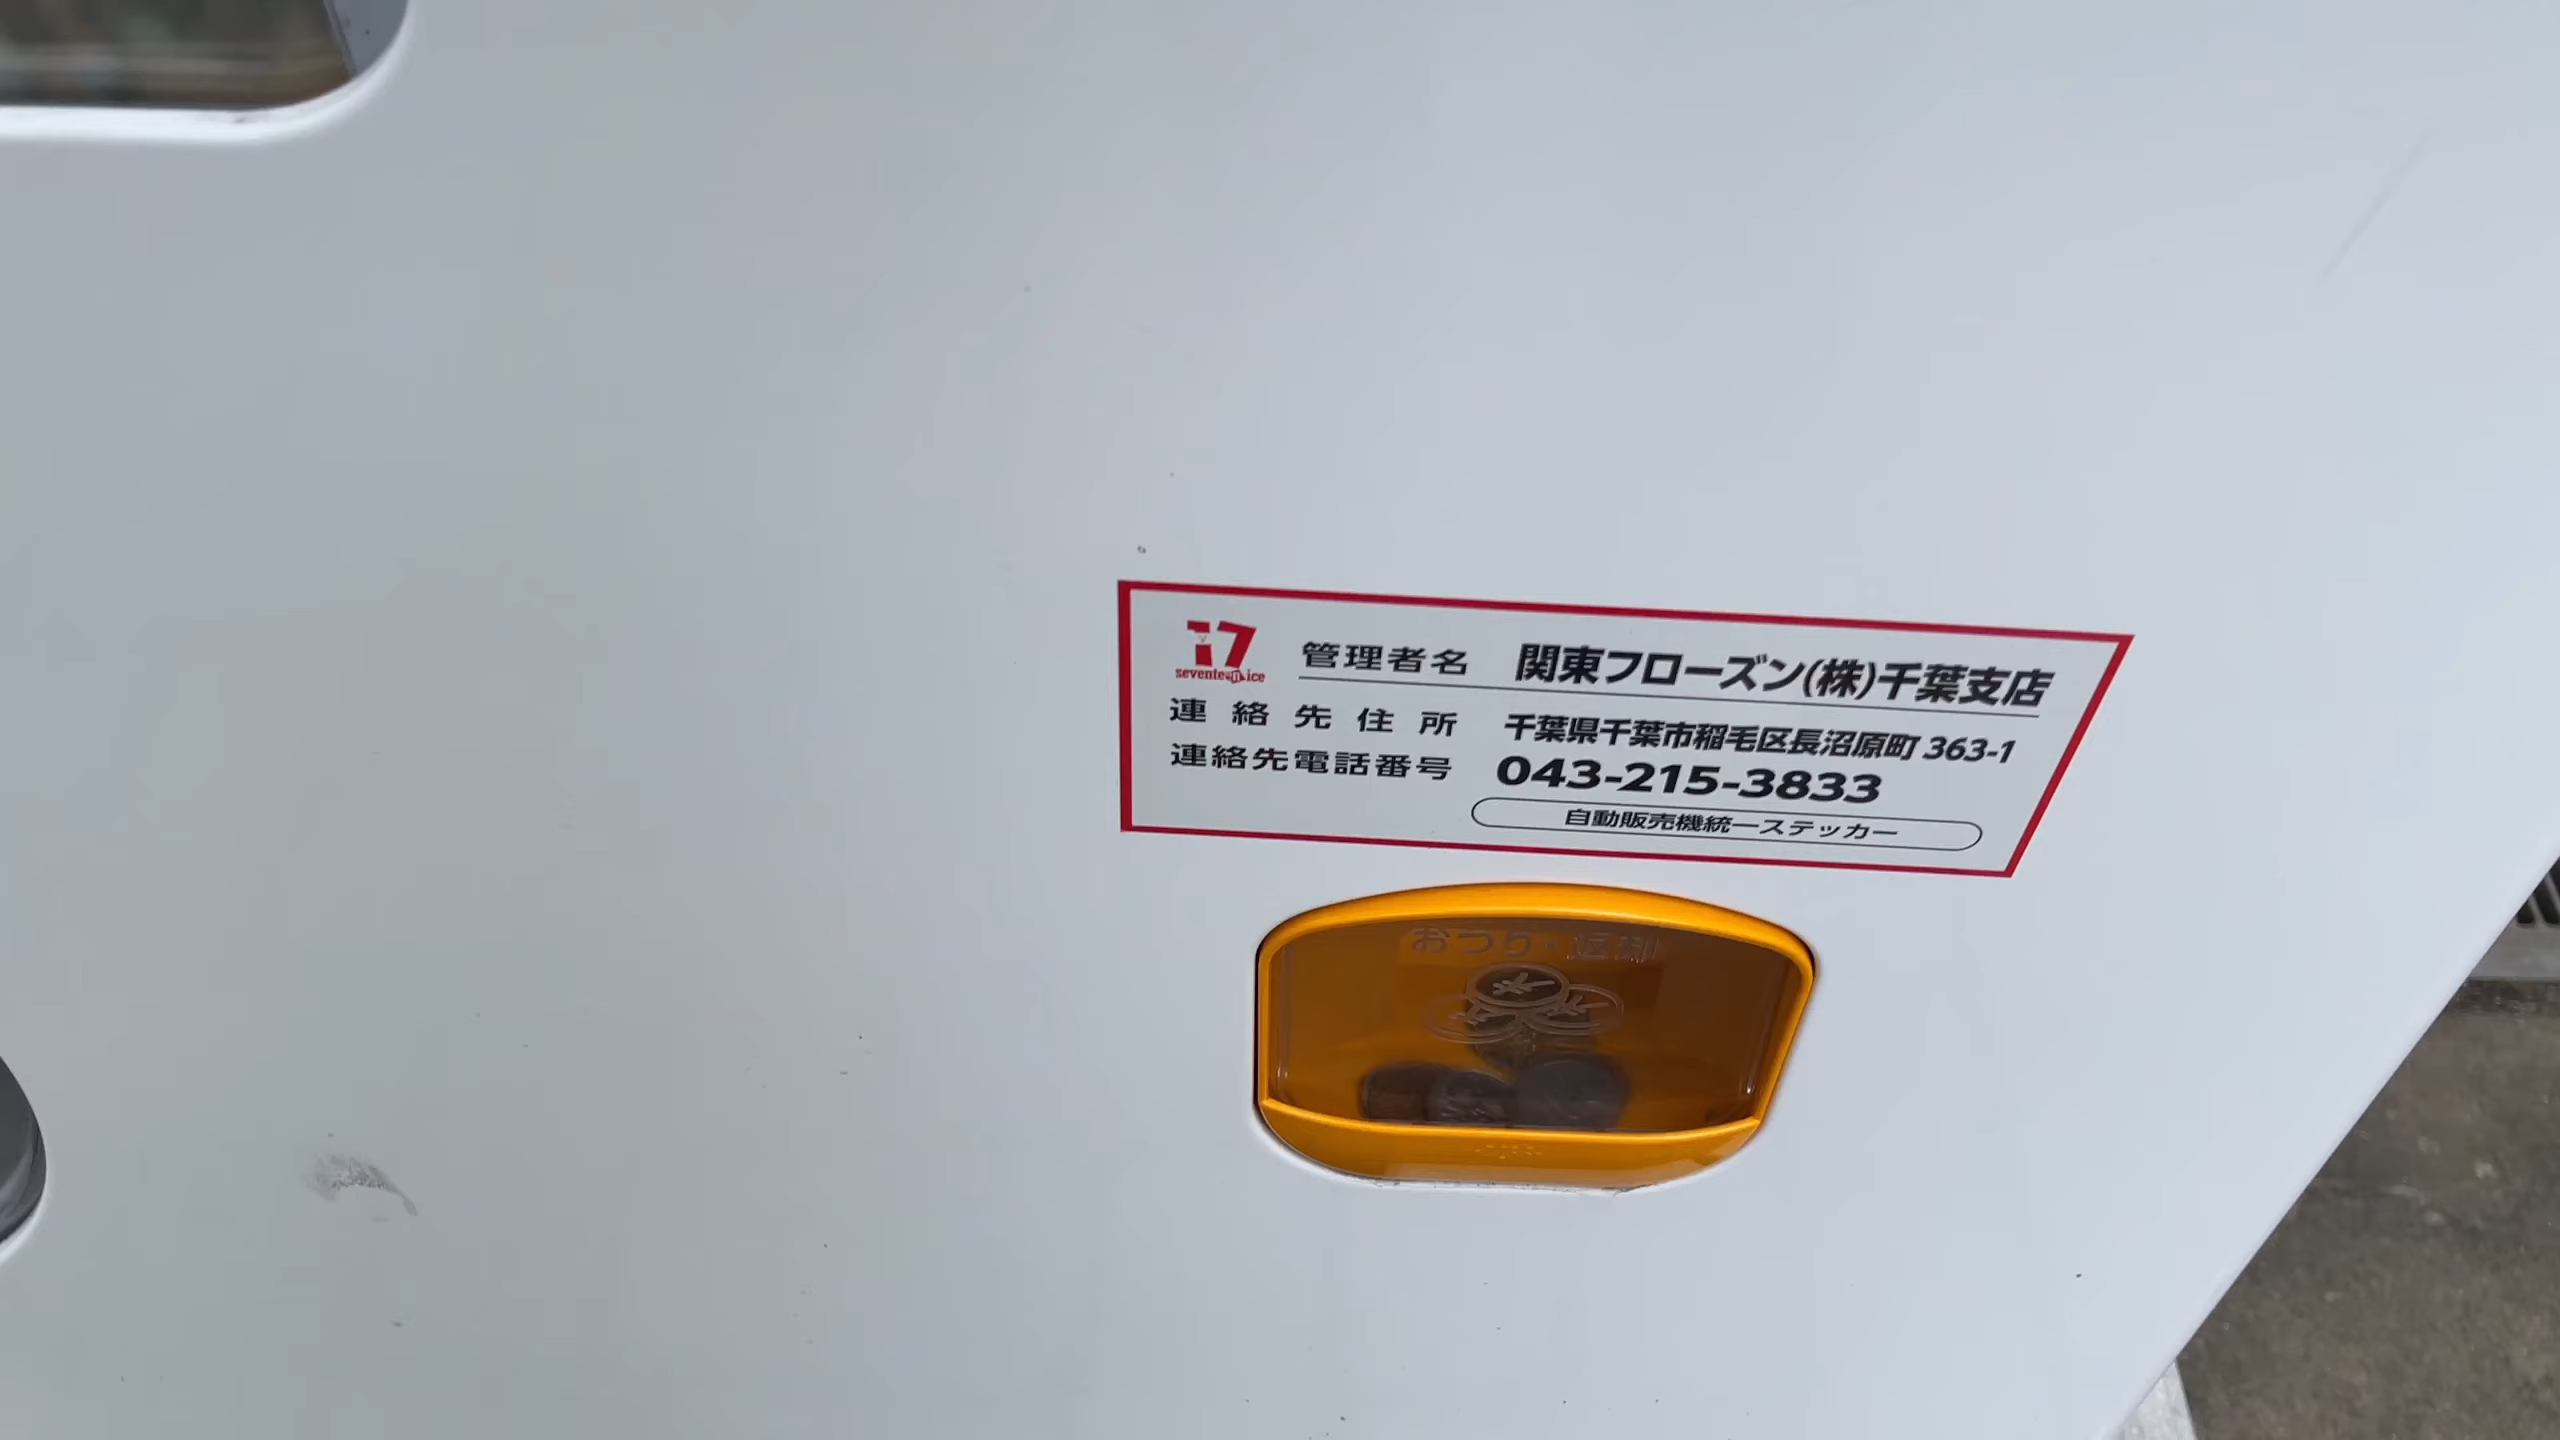 17
seventeen ice
管理者名 関東フローズン(株)千葉支店
連絡先住所 千葉県千葉市稲毛区長沼原町 363-1
連絡先電話番号 043-215-3833
自動販売機統一ステッカー
おつり・返却